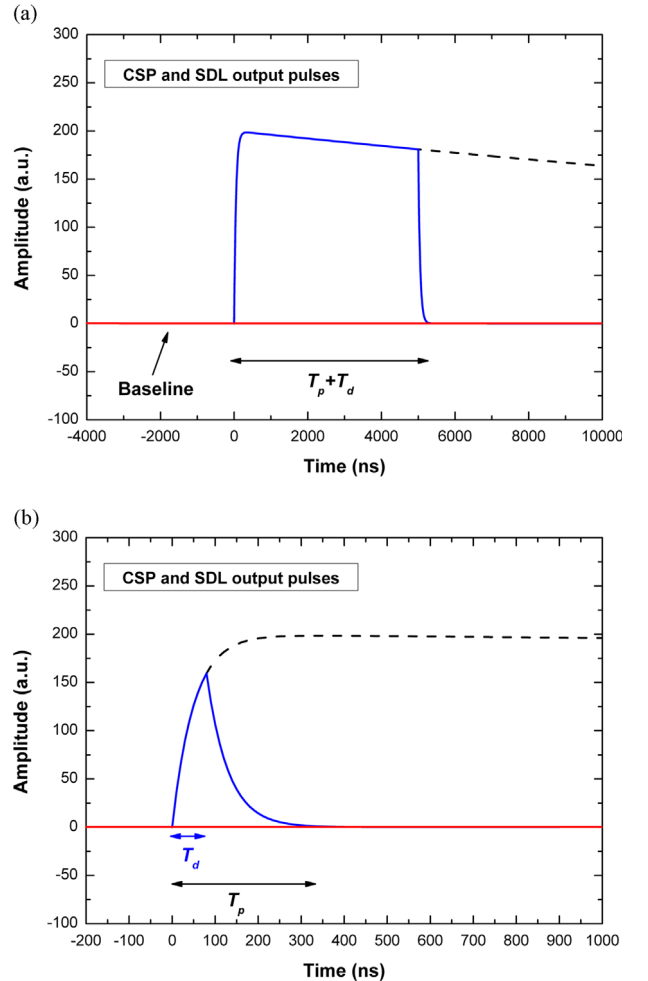 (a)
300
250
200
150
100
50
0
-50
-100
Amplitude (a.u.)
CSP and SDL output pulses
Baseline
Tp+Td
-4000 -2000 0 2000 4000 6000 8000 10000
Time (ns)
(b)
300
250
200
150
100
50
0
-50
-100
Amplitude (a.u.)
CSP and SDL output pulses
Td
Tp
-200 -100 0 100 200 300 400 500 600 700 800 900 1000
Time (ns)